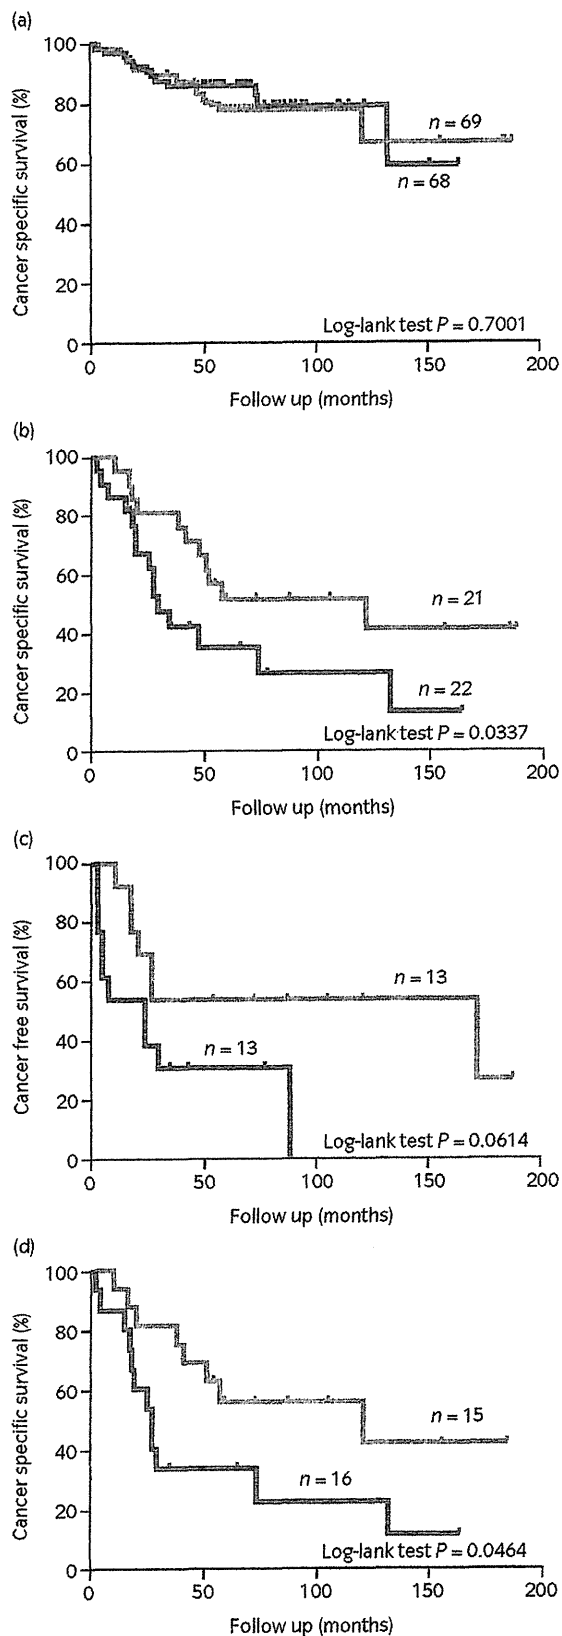 (a)
100
80
60
40
20
0
Cancer specific survival (%)
n = 69
n = 68
Log-lank test P = 0.7001
0 50 100 150 200
Follow up (months)
(b)
100
80
60
40
20
0
Cancer specific survival (%)
n = 21
n = 22
Log-lank test P = 0.0337
0 50 100 150 200
Follow up (months)
(c)
100
80
60
40
20
0
Cancer free survival (%)
n = 13
n = 13
Log-lank test P = 0.0614
0 50 100 150 200
Follow up (months)
(d)
100
80
60
40
20
0
Cancer specific survival (%)
n = 15
n = 16
Log-lank test P = 0.0464
0 50 100 150 200
Follow up (months)